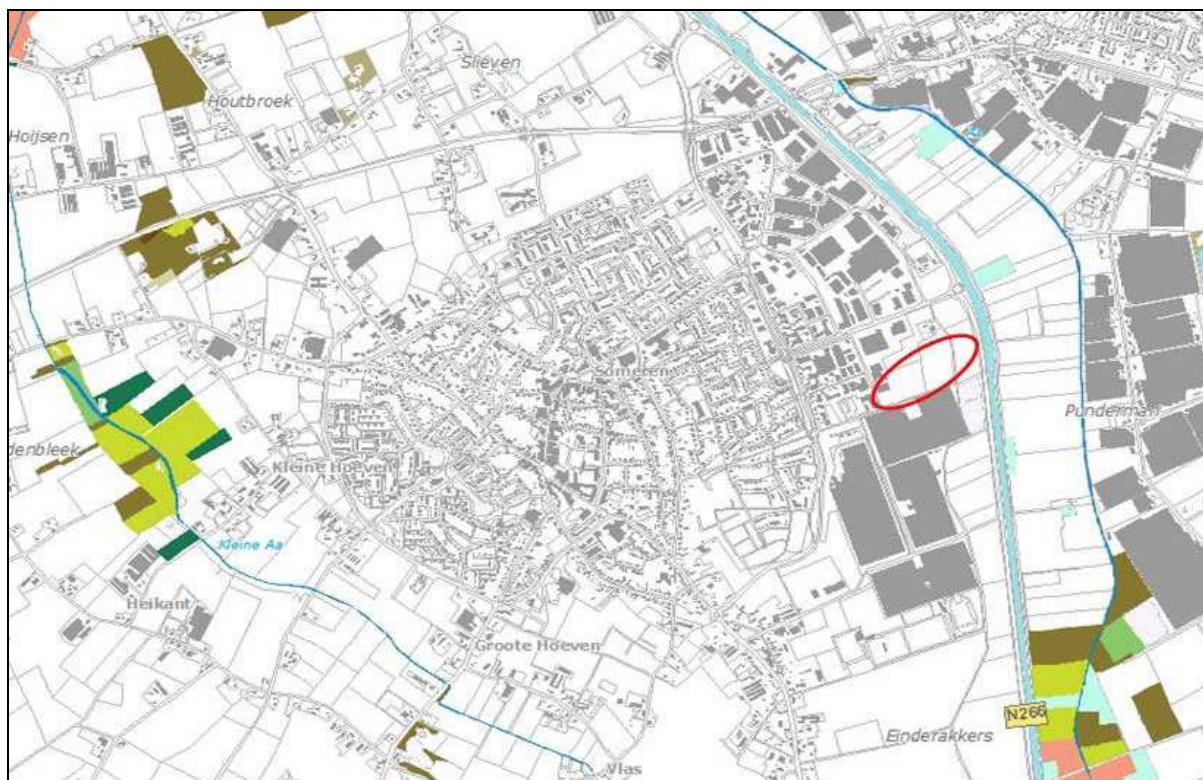 Slieven
Houtbroek
Hoijsen
Someren
Punderman
denbleek
Kleine Hoeven
Kleine Aa
Heikant
Groote Hoeven
N266
Einderakkers
Vlas